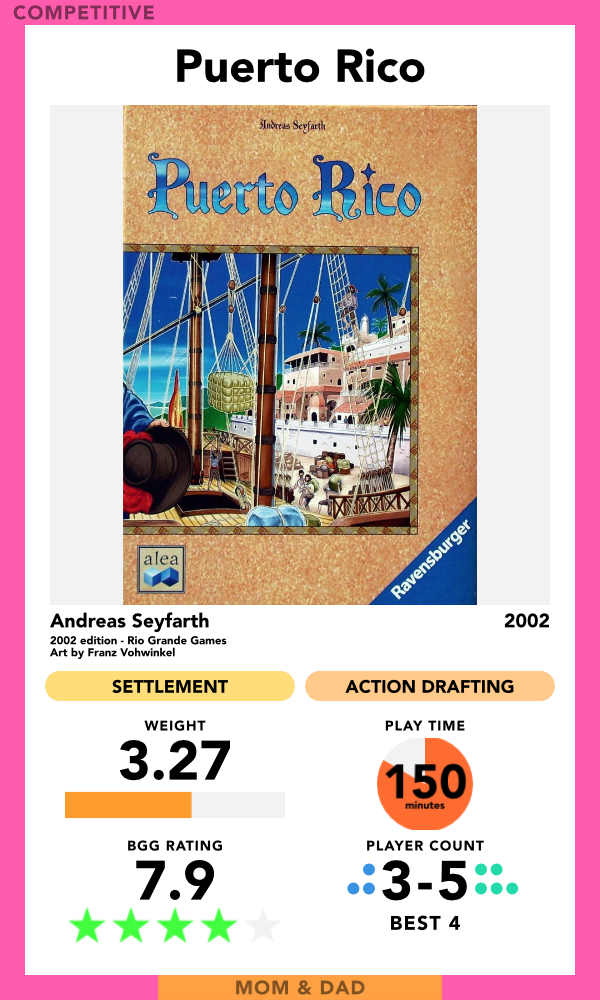 COMPETITIVE
Puerto Rico
Andreas Seyfarth
Puerto Rico
alea
Ravensburger
Andreas Seyfarth
2002
2002 edition - Rio Grande Games
Art by Franz Vohwinkel
SETTLEMENT
ACTION DRAFTING
WEIGHT
3.27
PLAY TIME
150
minutes
BGG RATING
7.9
PLAYER COUNT
3-5
BEST 4
MOM & DAD